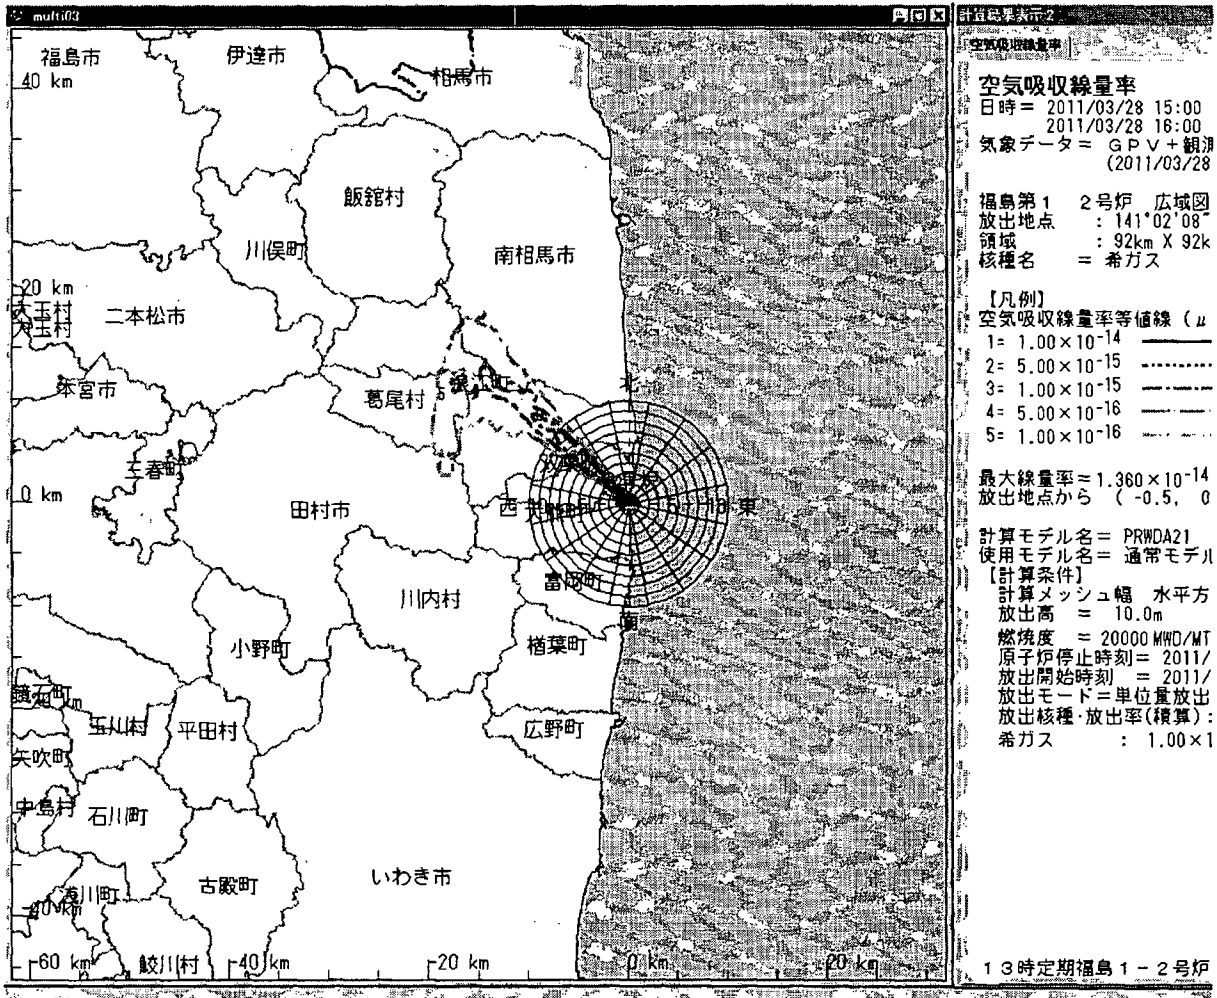 multi03
福島市
伊達市
相馬市
40 km
飯舘村
川俣町
南相馬市
20 km
大玉村
大玉村
二本松市
本宮市
葛尾村
北
三春町
0 km
田村市
西
東
富岡町
川内村
南
小野町
楢葉町
鏡石町
玉川村
平田村
広野町
矢吹町
中島村
石川町
浅川町
古殿町
いわき市
鮫川村
-60 km
-40 km
-20 km
0 km
20 km
計算結果表示2
空気吸収線量率
空気吸収線量率
日時= 2011/03/28 15:00
2011/03/28 16:00
気象データ= GPV+観測
(2011/03/28
福島第1 2号炉 広域図
放出地点 : 141°02'08"
領域 : 92km X 92k
核種名 = 希ガス
【凡例】
空気吸収線量率等値線 (μ
1= 1.00×10-14
2= 5.00×10-15
3= 1.00×10-15
4= 5.00×10-16
5= 1.00×10-16
最大線量率=1.360×10-14
放出地点から ( -0.5, 0
計算モデル名= PRWDA21
使用モデル名= 通常モデル
【計算条件】
計算メッシュ幅 水平方
放出高 = 10.0m
燃焼度 = 20000 MWD/MT
原子炉停止時刻= 2011/
放出開始時刻 = 2011/
放出モード=単位量放出
放出核種・放出率(積算):
希ガス : 1.00×1
13時定期福島1-2号炉